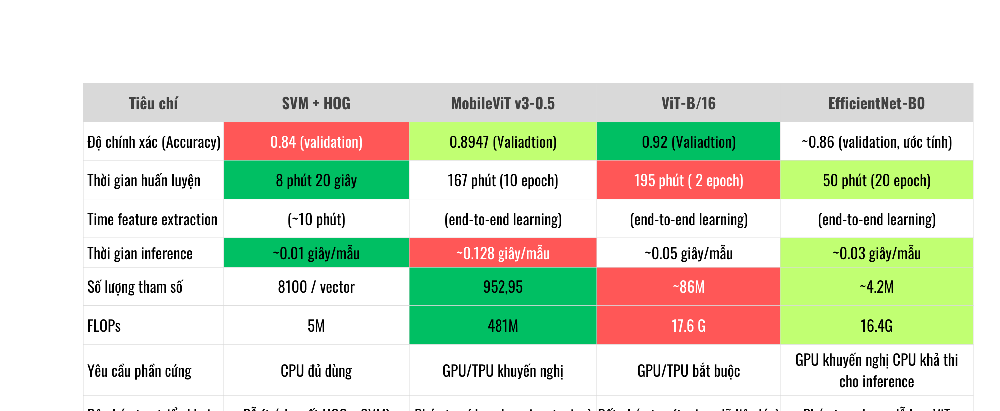 Tiêu chí SVM + HOG MobileViT v3-0.5 ViT-B/16 EfficientNet-B0
Độ chính xác (Accuracy) 0.84 (validation) 0.8947 (Valiadtion) 0.92 (Valiadtion) ~0.86 (validation, ước tính)
Thời gian huấn luyện 8 phút 20 giây 167 phút (10 epoch) 195 phút ( 2 epoch) 50 phút (20 epoch)
Time feature extraction (~10 phút) (end-to-end learning) (end-to-end learning) (end-to-end learning)
Thời gian inference ~0.01 giây/mẫu ~0.128 giây/mẫu ~0.05 giây/mẫu ~0.03 giây/mẫu
Số lượng tham số 8100 / vector 952,95 ~86M ~4.2M
FLOPs 5M 481M 17.6 G 16.4G
Yêu cầu phần cứng CPU đủ dùng GPU/TPU khuyến nghị GPU/TPU bắt buộc GPU khuyến nghị CPU khả thi
cho inference